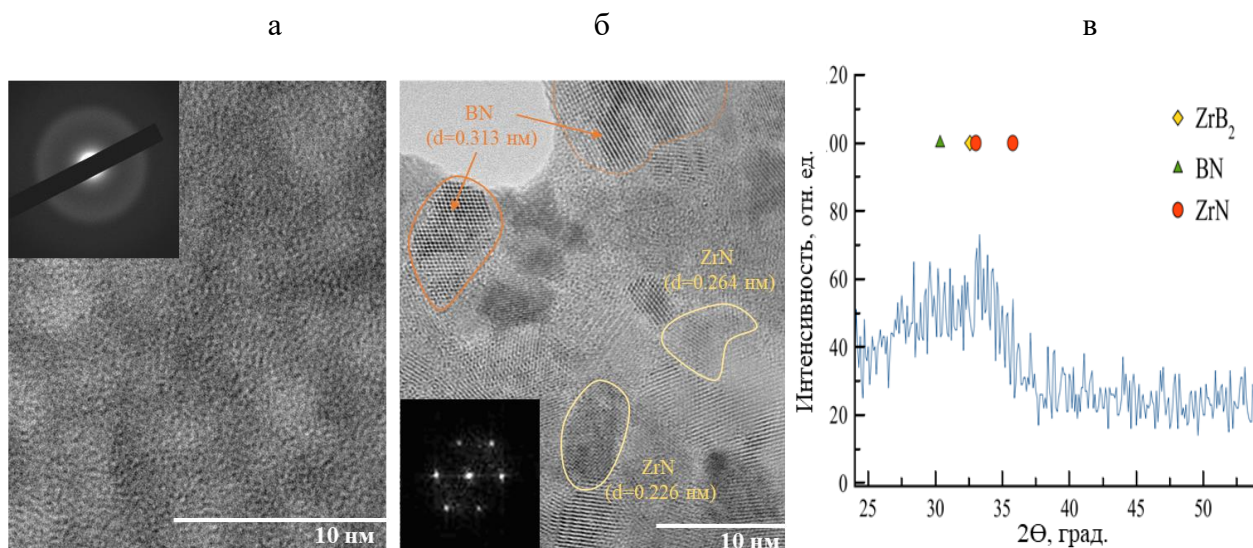 а
б
в
BN
(d=0.313 нм)
ZrN
(d=0.264 нм)
ZrN
(d=0.226 нм)
10 нм
10 нм
20
00
80
60
40
20
0
Интенсивность, отн. ед.
25 30 35 40 45 50
2Ө, град.
ZrB₂
BN
ZrN